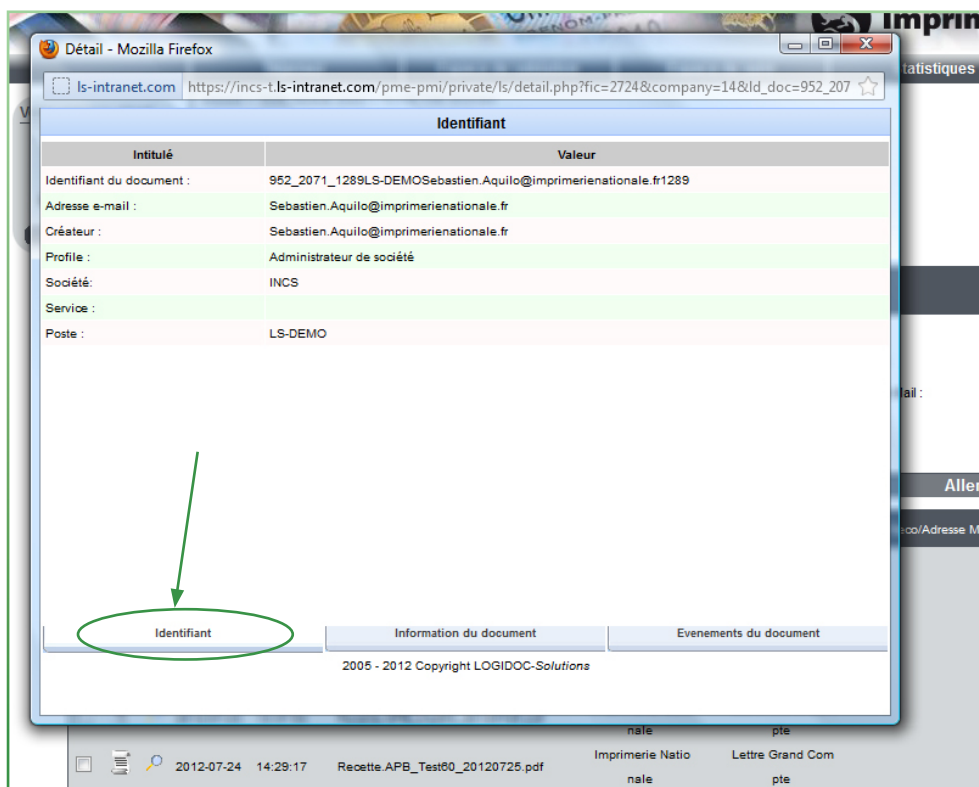 Imprim
Détail - Mozilla Firefox
tatistiques
ls-intranet.com https://incs-t.ls-intranet.com/pme-pmi/private/ls/detail.php?fic=2724&company=14&ld_doc=952_207
Identifiant
Intitulé Valeur
Identifiant du document : 952_2071_1289LS-DEMOSebastien.Aquilo@imprimerienationale.fr1289
Adresse e-mail : Sebastien.Aquilo@imprimerienationale.fr
Créateur : Sebastien.Aquilo@imprimerienationale.fr
Profile : Administrateur de société
Société: INCS
Service :
Poste : LS-DEMO
ail :
Aller
eco/Adresse M
Identifiant Information du document Evenements du document
2005 - 2012 Copyright LOGIDOC-Solutions
nale pte
Imprimerie Natio Lettre Grand Com
2012-07-24 14:29:17 Recette.APB_Test60_20120725.pdf
nale pte